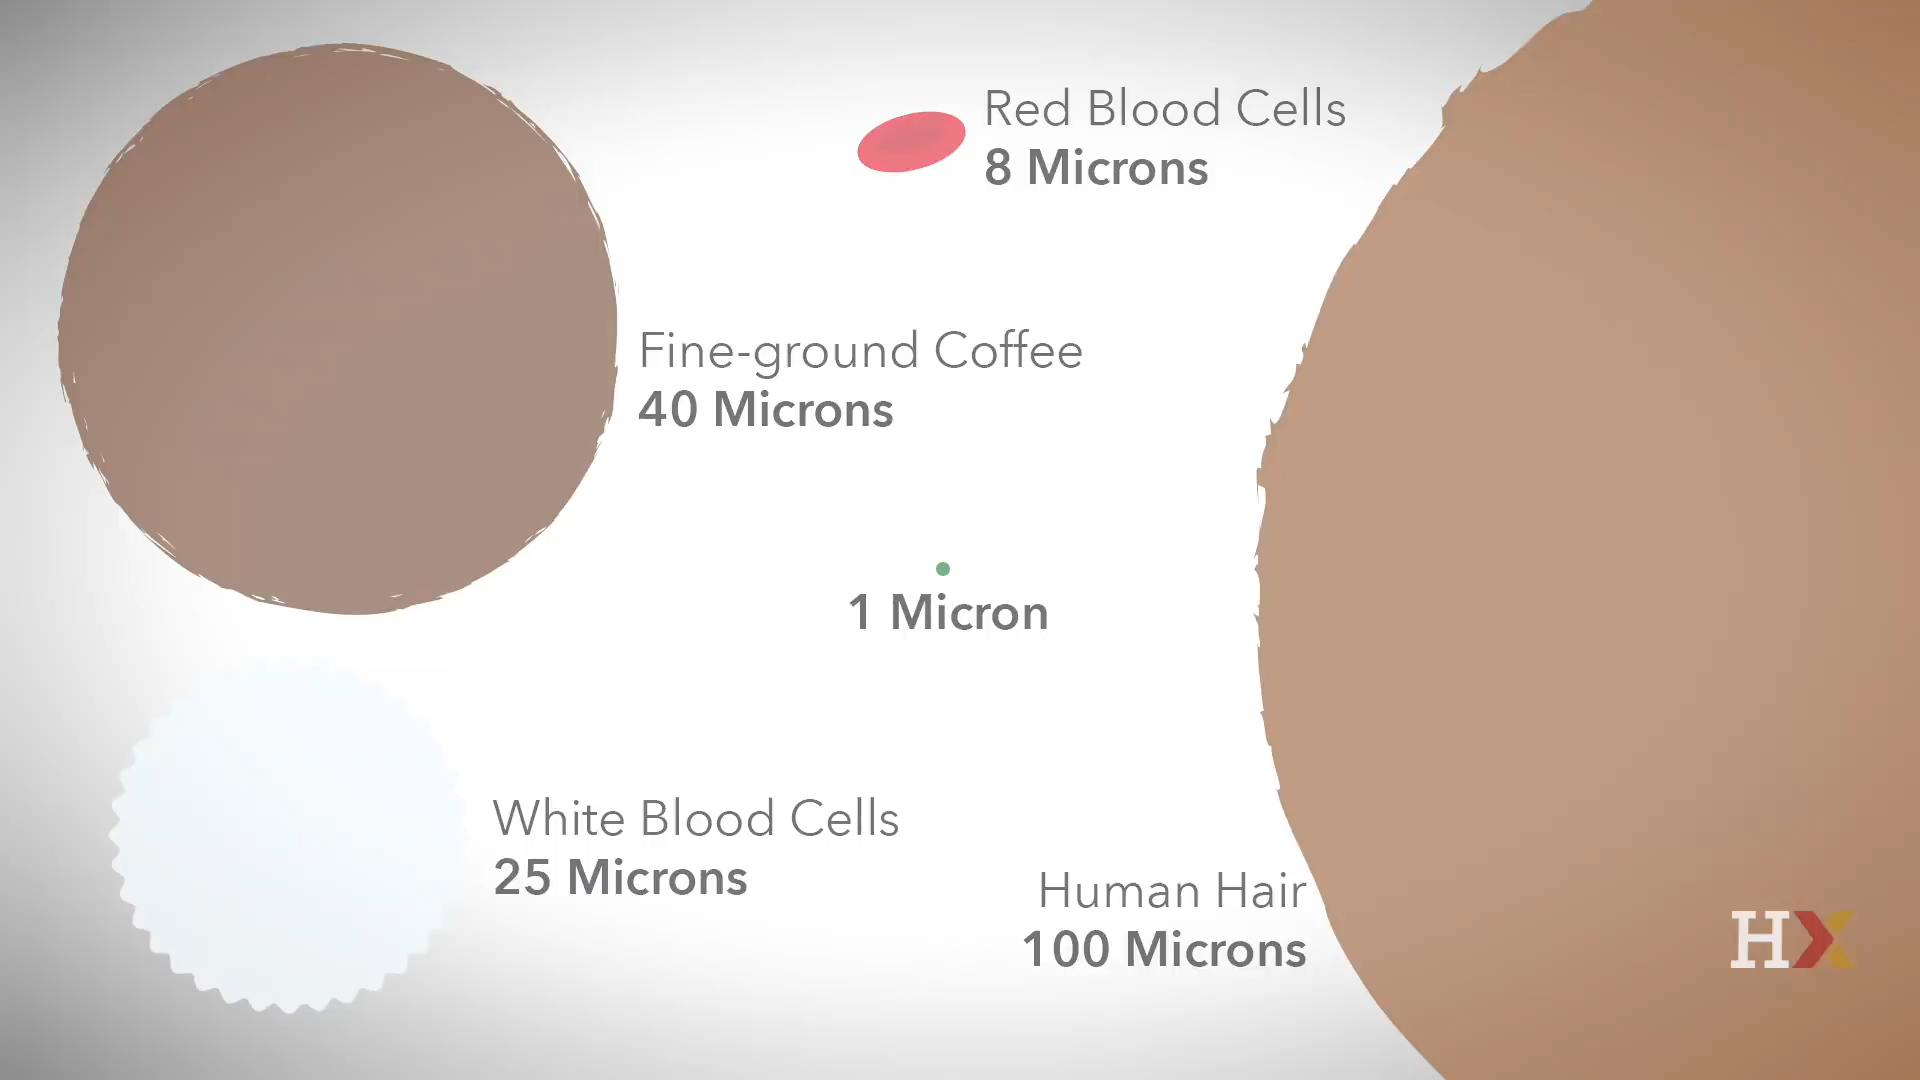 Red Blood Cells
8 Microns
Fine-ground Coffee
40 Microns
1 Micron
White Blood Cells
25 Microns
Human Hair
100 Microns
HX